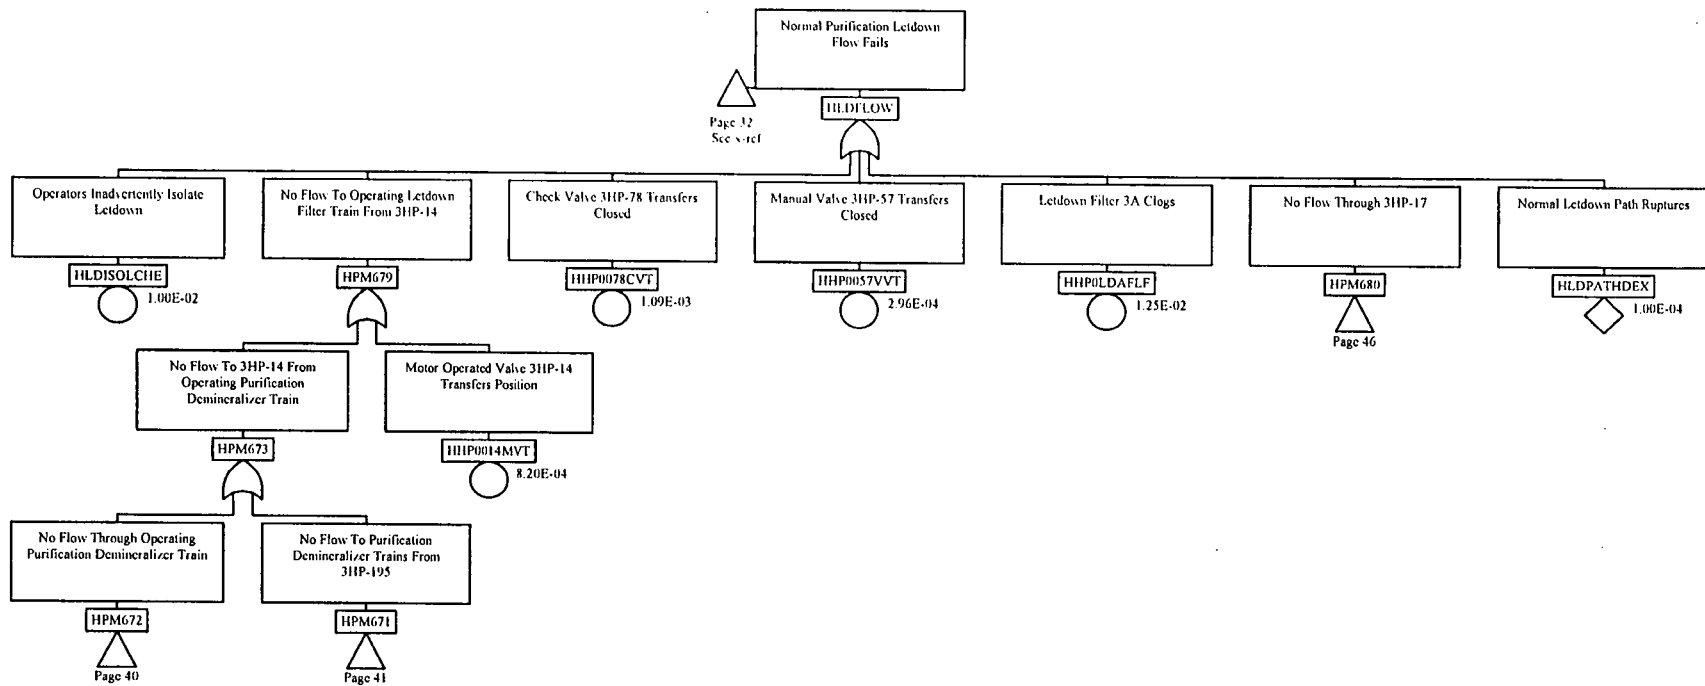 Normal Purification Letdown
Flow Fails
HLDFLOW
Page 32
See x-ref
Operators Inadvertently Isolate
Letdown
HLDISOLCHE
1.00E-02
No Flow To Operating Letdown
Filter Train From 3HP-14
HPM679
Check Valve 3HP-78 Transfers
Closed
HHP0078CVT
1.09E-03
Manual Valve 3HP-57 Transfers
Closed
HHP0057VVT
2.96E-04
Letdown Filter 3A Clogs
HHP0LDAFLF
1.25E-02
No Flow Through 3HP-17
HPM680
Page 46
Normal Letdown Path Ruptures
HLDPATHDEX
1.00E-04
No Flow To 3HP-14 From
Operating Purification
Demineralizer Train
HPM673
Motor Operated Valve 3HP-14
Transfers Position
HHP0014MVT
8.20E-04
No Flow Through Operating
Purification Demineralizer Train
HPM672
Page 40
No Flow To Purification
Demineralizer Trains From
3HP-195
HPM671
Page 41